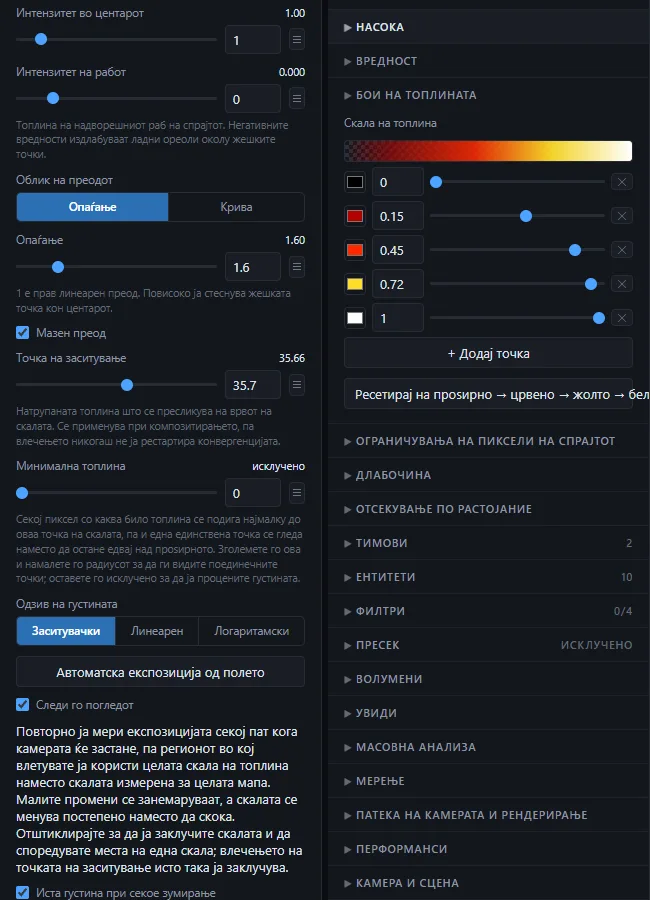 Интензитет во центарот 1.00
1
Интензитет на работ 0.000
0
Топлина на надворешниот раб на спрајтот. Негативните
вредности издлабуваат ладни ореоли околу жешките
точки.
Облик на преодот
Опаѓање Крива
Опаѓање 1.60
1.6
1 е прав линеарен преод. Повисоко ја стеснува жешката
точка кон центарот.
Мазен преод
Точка на заситување 35.66
35.7
Натрупаната топлина што се пресликува на врвот на
скалата. Се применува при композитирањето, па
влечењето никогаш не ја рестартира конвергенцијата.
Минимална топлина исклучено
0
Секој пиксел со каква било топлина се подига најмалку до
оваа точка на скалата, па и една единствена точка се гледа
наместо да остане едвај над проѕирното. Зголемете го ова
и намалете го радиусот за да ги видите поединечните
точки; оставете го исклучено за да ја процените густината.
Одѕив на густината
Заситувачки Линеарен Логаритамски
Автоматска експозиција од полето
Следи го погледот
Повторно ја мери експозицијата секој пат кога
камерата ќе застане, па регионот во кој
влетувате ја користи целата скала на топлина
наместо скалата измерена за целата мапа.
Малите промени се занемаруваат, а скалата се
менува постепено наместо да скока.
Отштиклирајте за да ја заклучите скалата и да
споредувате места на една скала; влечењето на
точката на заситување исто така ја заклучува.
Иста густина при секое зумирање
НАСОКА
ВРЕДНОСТ
БОИ НА ТОПЛИНАТА
Скала на топлина
0
0.15
0.45
0.72
1
+ Додај точка
Ресетирај на проѕирно → црвено → жолто → бел
ОГРАНИЧУВАЊА НА ПИКСЕЛИ НА СПРАЈТОТ
ДЛАБОЧИНА
ОТСЕКУВАЊЕ ПО РАСТОЈАНИЕ
ТИМОВИ 2
ЕНТИТЕТИ 10
ФИЛТРИ 0/4
ПРЕСЕК ИСКЛУЧЕНО
ВОЛУМЕНИ
УВИДИ
МАСОВНА АНАЛИЗА
МЕРЕЊЕ
ПАТЕКА НА КАМЕРАТА И РЕНДЕРИРАЊЕ
ПЕРФОРМАНСИ
КАМЕРА И СЦЕНА